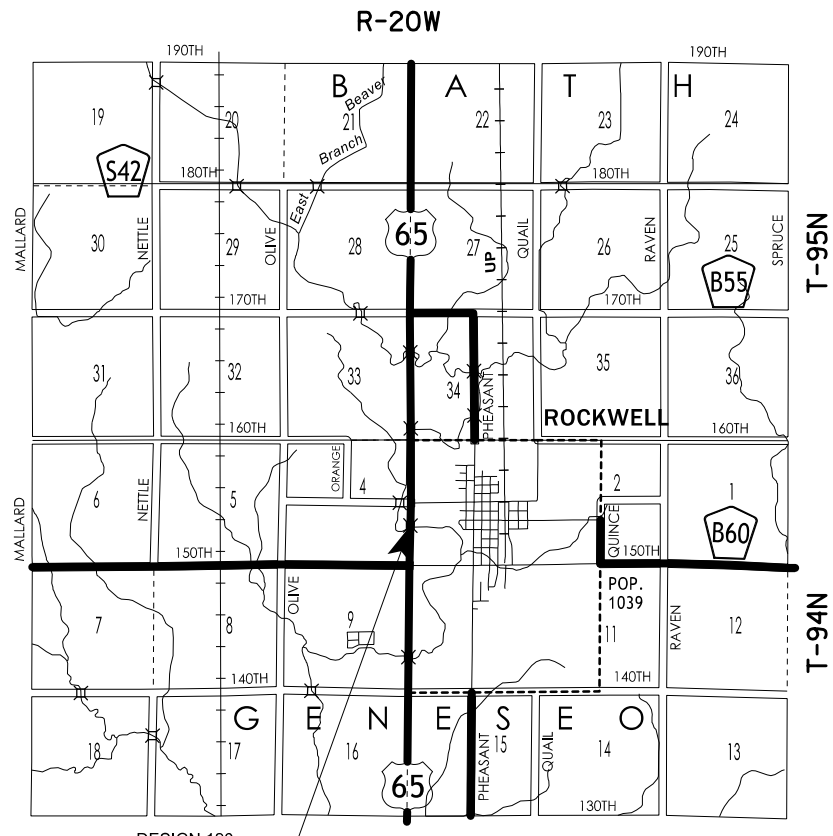 R-20W
190TH 190TH
B A T H
19 20 21 22 23 24
Beaver
Branch
East
S42
180TH 180TH
MALLARD NETTLE OLIVE 65 UP QUAIL RAVEN SPRUCE
30 29 28 27 26 25
B55
T-95N
170TH 170TH
31 32 33 34 35 36
PHEASANT
ROCKWELL
160TH 160TH
MALLARD NETTLE ORANGE QUINCE
6 5 4 2 1
B60
150TH 150TH
OLIVE
POP.
1039
RAVEN
T-94N
7 8 9 11 12
140TH 140TH
G E N E S E O
18 17 16 15 14 13
PHEASANT QUAIL
65
130TH